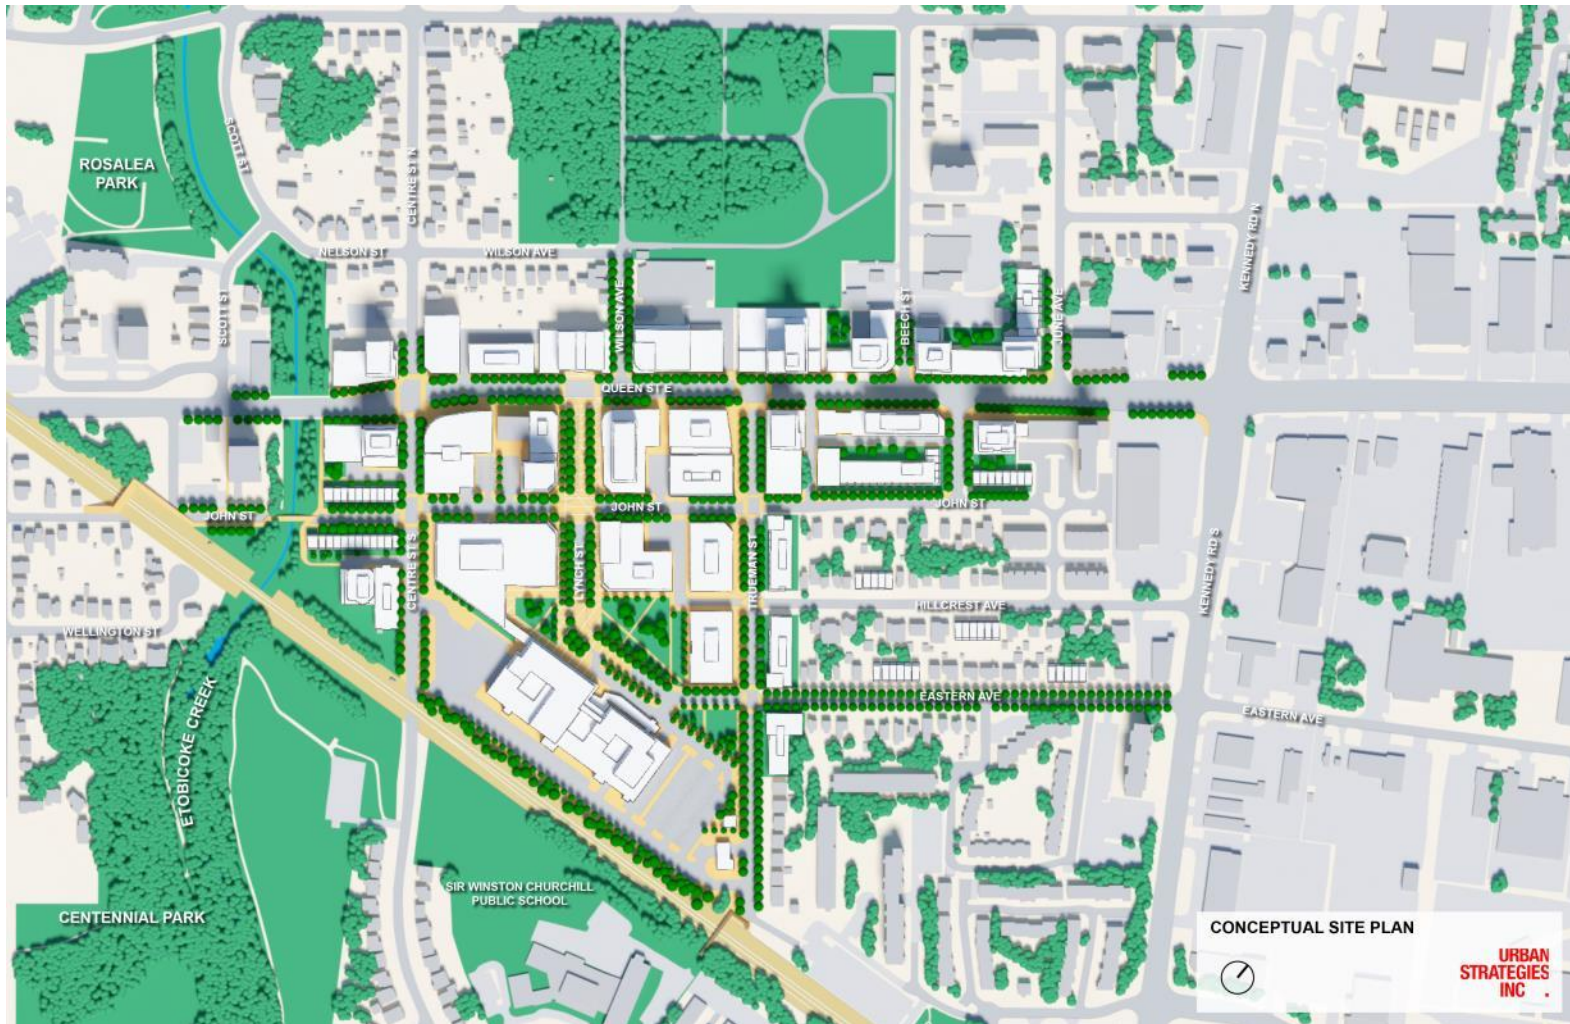 ROSALEA
PARK
SCOTT ST
CENTRE ST N
NELSON ST
WILSON AVE
KENNEDY RD N
SCOTT ST
WILSON AVE
BEECH ST
JUNE AVE
QUEEN ST E
JOHN ST
JOHN ST
JOHN ST
CENTRE ST S
LYNCH ST
TRUEMAN ST
KENNEDY RD S
HILLCREST AVE
WELLINGTON ST
EASTERN AVE
EASTERN AVE
ETOBICOKE CREEK
SIR WINSTON CHURCHILL
PUBLIC SCHOOL
CENTENNIAL PARK
CONCEPTUAL SITE PLAN
URBAN
STRATEGIES
INC .